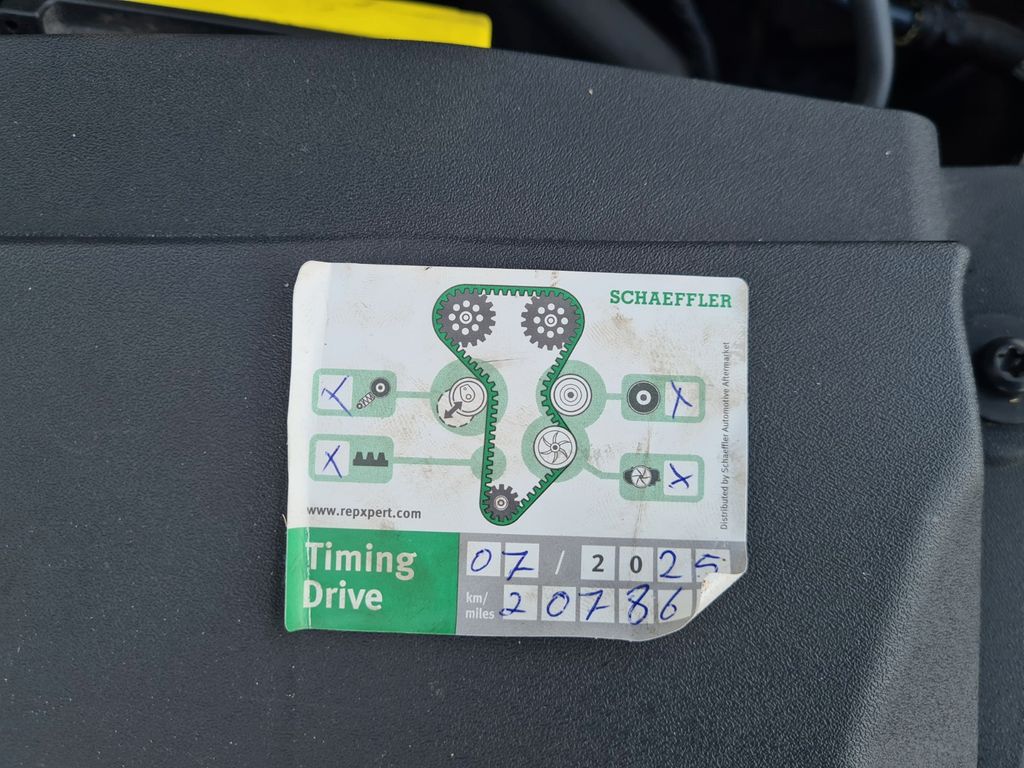 SCHAEFFLER
X
X
X
X
www.repxpert.com
Distributed by Schaeffler Automotive Aftermarket
Timing
Drive
07 / 2025
km/
miles
20786